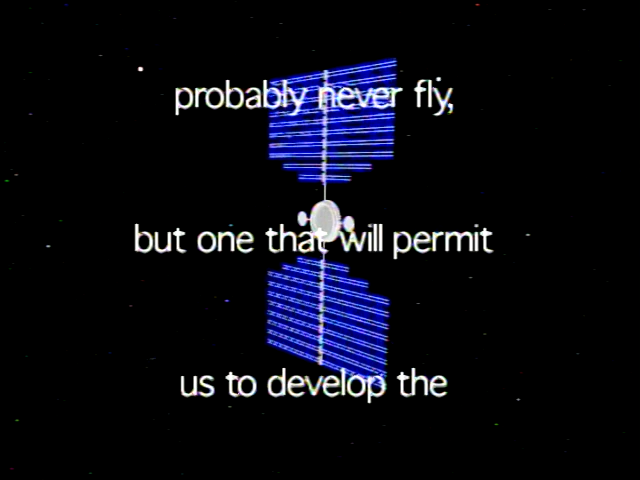 probably never fly,
but one that will permit
us to develop the